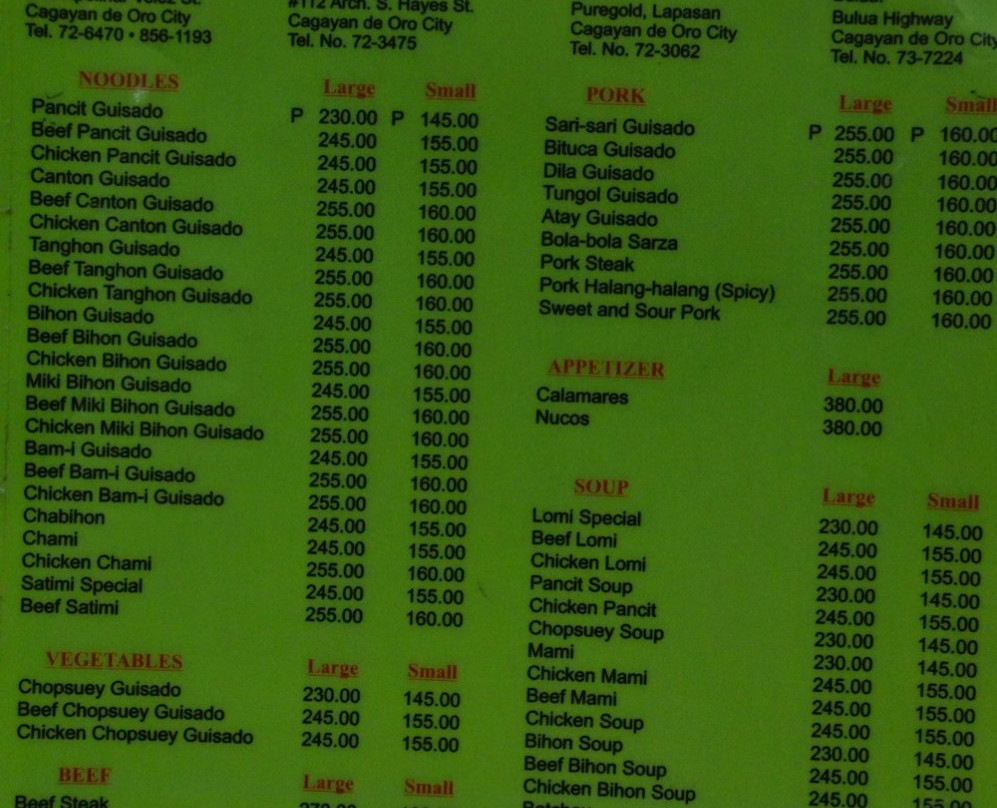 Cagayan de Oro City
Tel. 72-6470 • 856-1193
#112 Arch. S. Hayes St.
Cagayan de Oro City
Tel. No. 72-3475
Puregold, Lapasan
Cagayan de Oro City
Tel. No. 72-3062
Bulua Highway
Cagayan de Oro City
Tel. No. 73-7224
NOODLES Large Small
Pancit Guisado P 230.00 P 145.00
Beef Pancit Guisado 245.00 155.00
Chicken Pancit Guisado 245.00 155.00
Canton Guisado 245.00 155.00
Beef Canton Guisado 255.00 160.00
Chicken Canton Guisado 255.00 160.00
Tanghon Guisado 245.00 155.00
Beef Tanghon Guisado 255.00 160.00
Chicken Tanghon Guisado 255.00 160.00
Bihon Guisado 245.00 155.00
Beef Bihon Guisado 255.00 160.00
Chicken Bihon Guisado 255.00 160.00
Miki Bihon Guisado 245.00 155.00
Beef Miki Bihon Guisado 255.00 160.00
Chicken Miki Bihon Guisado 255.00 160.00
Bam-i Guisado 245.00 155.00
Beef Bam-i Guisado 255.00 160.00
Chicken Bam-i Guisado 255.00 160.00
Chabihon 245.00 155.00
Chami 245.00 155.00
Chicken Chami 255.00 160.00
Satimi Special 245.00 155.00
Beef Satimi 255.00 160.00
VEGETABLES Large Small
Chopsuey Guisado 230.00 145.00
Beef Chopsuey Guisado 245.00 155.00
Chicken Chopsuey Guisado 245.00 155.00
BEEF Large Small
Beef Steak
PORK Large Small
Sari-sari Guisado P 255.00 P 160.00
Bituca Guisado 255.00 160.00
Dila Guisado 255.00 160.00
Tungol Guisado 255.00 160.00
Atay Guisado 255.00 160.00
Bola-bola Sarza 255.00 160.00
Pork Steak 255.00 160.00
Pork Halang-halang (Spicy) 255.00 160.00
Sweet and Sour Pork 255.00 160.00
APPETIZER Large
Calamares 380.00
Nucos 380.00
SOUP Large Small
Lomi Special 230.00 145.00
Beef Lomi 245.00 155.00
Chicken Lomi 245.00 155.00
Pancit Soup 230.00 145.00
Chicken Pancit 245.00 155.00
Chopsuey Soup 230.00 145.00
Mami 230.00 145.00
Chicken Mami 245.00 155.00
Beef Mami 245.00 155.00
Chicken Soup 245.00 155.00
Bihon Soup 230.00 145.00
Beef Bihon Soup 245.00 155.00
Chicken Bihon Soup 245.00 155.00